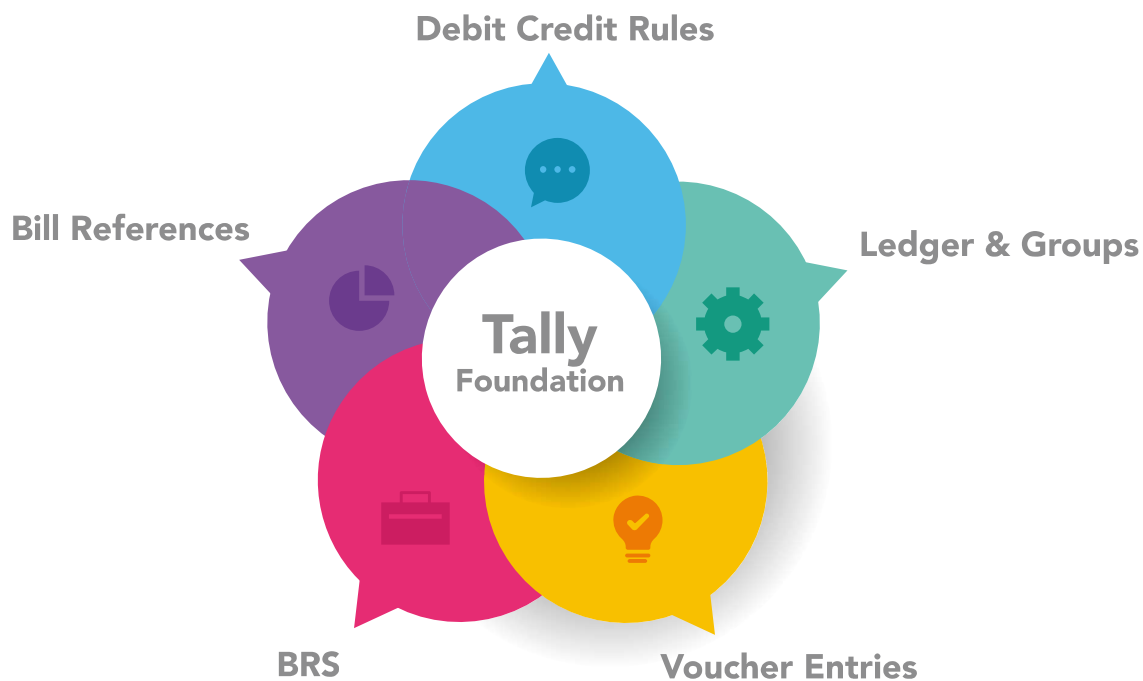 Debit Credit Rules
Bill References
Ledger & Groups
Tally
Foundation
BRS
Voucher Entries